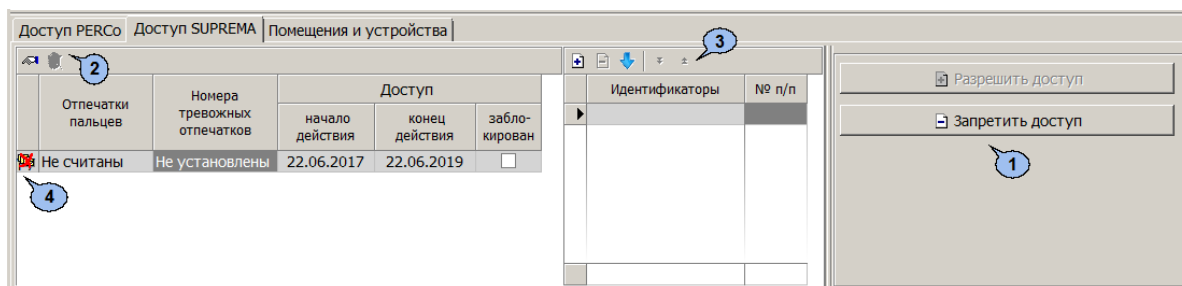 Доступ PERCo Доступ SUPREMA Помещения и устройства
3
2
Отпечатки
пальцев
Номера
тревожных
отпечатков
Доступ
начало
действия
конец
действия
забло-
кирован
Не считаны Не установлены 22.06.2017 22.06.2019
4
Идентификаторы № п/п
Разрешить доступ
Запретить доступ
1